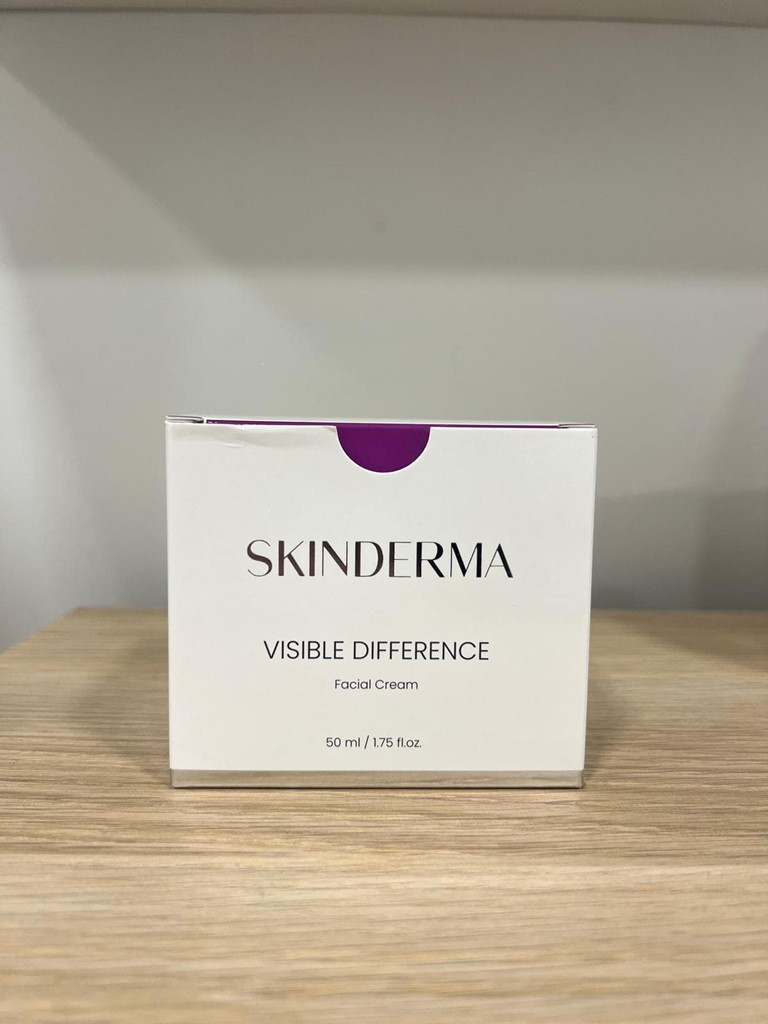 SKINDERMA
VISIBLE DIFFERENCE
Facial Cream
50 ml / 1.75 fl.oz.